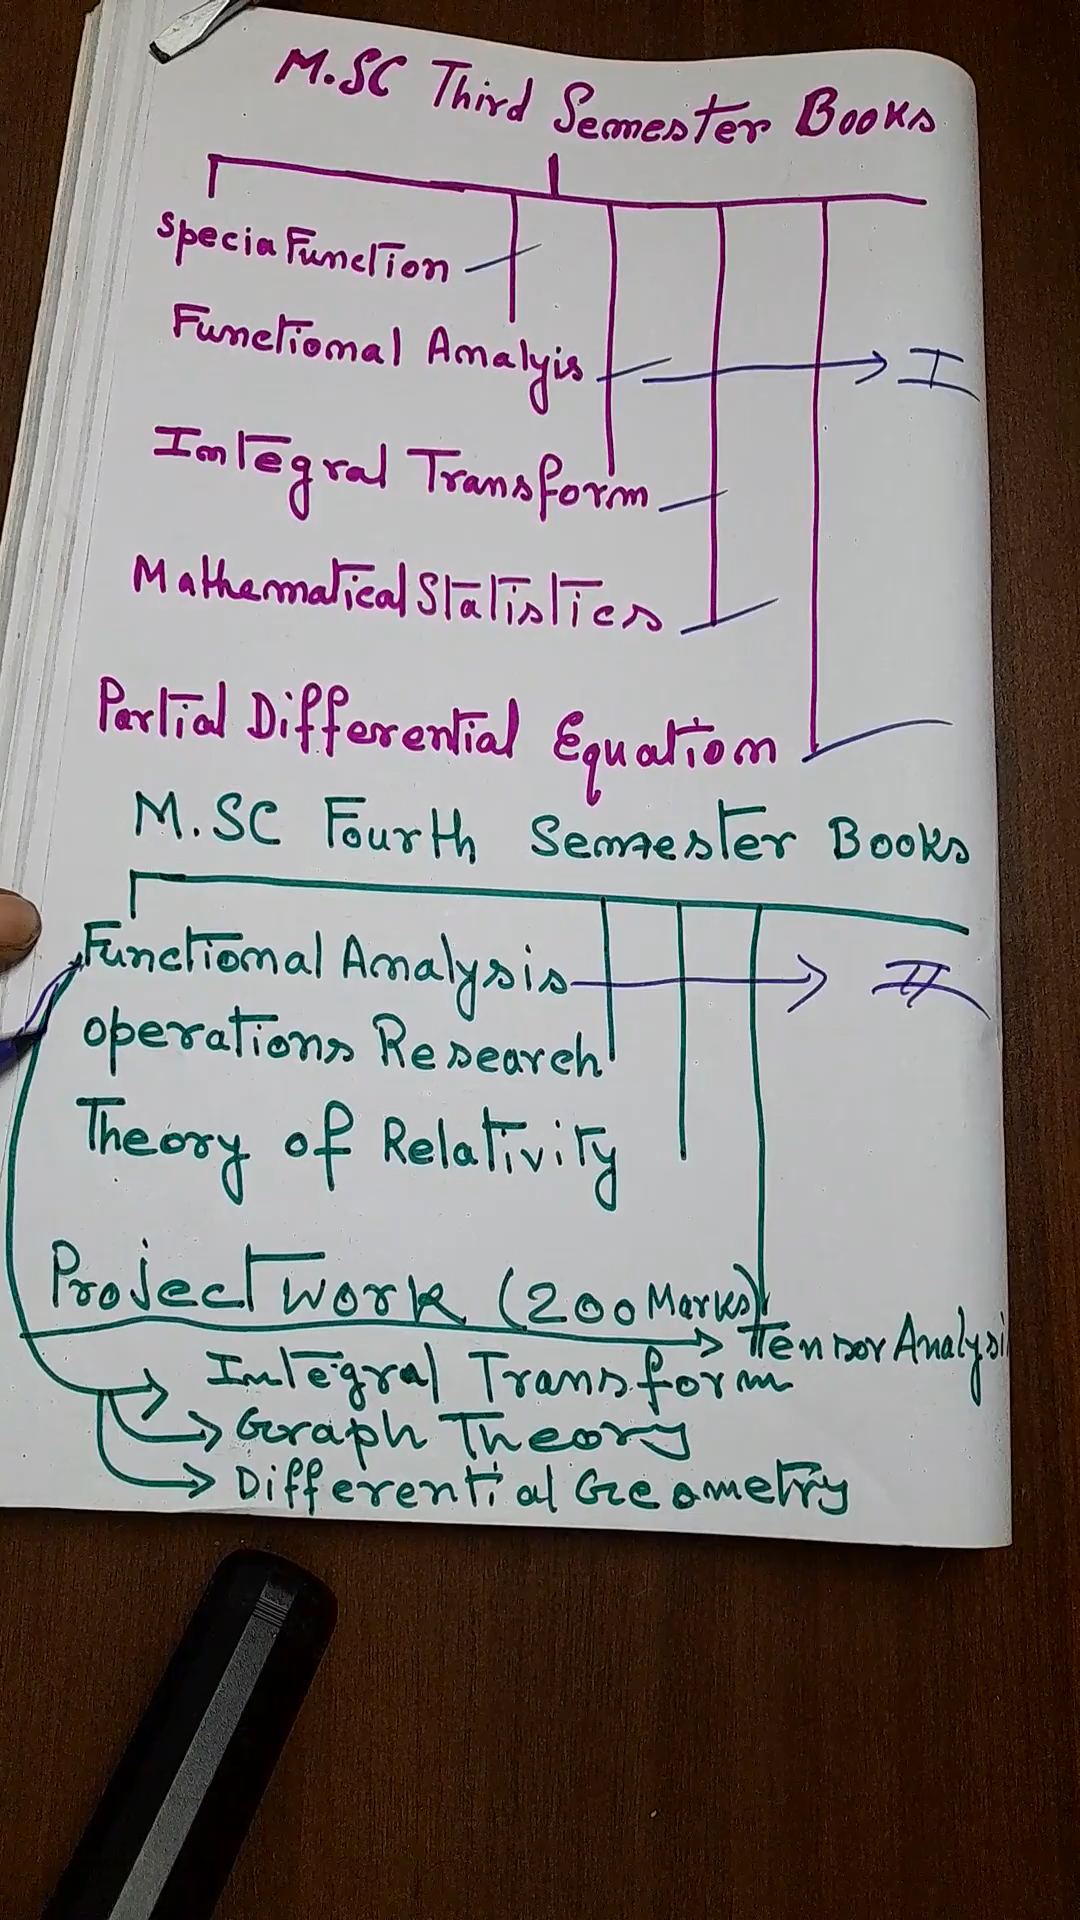 M.SC Third Semester Books
Specia Function
Functional Analyis
I
Integral Transform
Mathematical Statistics
Partial Differential Equation
M.SC Fourth Semester Books
Functional Analysis
II
operations Research
Theory of Relativity
Project work (200 Marks)
Tensor Analysi
Integral Transform
Graph Theory
Differential Geometry